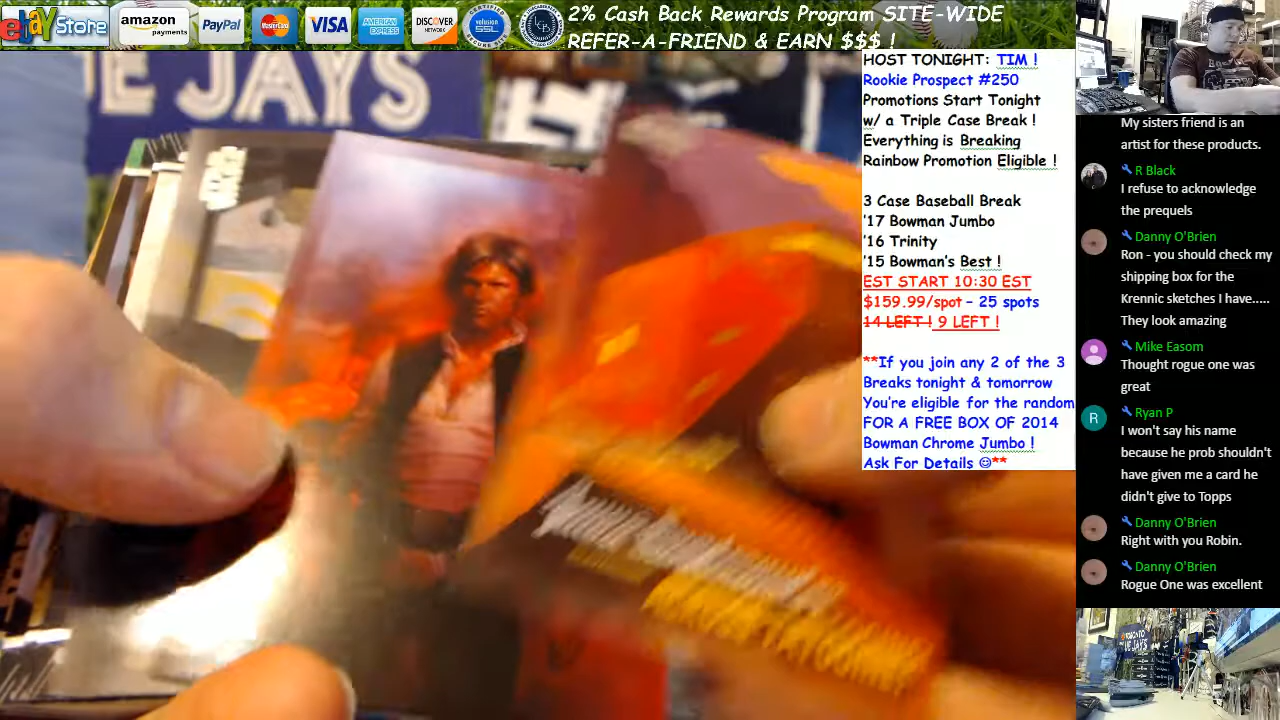 ebay Store
amazon
payments
PayPal
MasterCard
VISA
AMERICAN
EXPRESS
DISCOVER
NETWORK
CERTIFIED
volusion
SSL
SECURE
2% Cash Back Rewards Program SITE-WIDE
REFER-A-FRIEND & EARN $$$ !
UE JAYS
HOST TONIGHT: TIM !
Rookie Prospect #250
Promotions Start Tonight
w/ a Triple Case Break !
Everything is Breaking
Rainbow Promotion Eligible !
3 Case Baseball Break
'17 Bowman Jumbo
'16 Trinity
'15 Bowman's Best !
EST START 10:30 EST
$159.99/spot – 25 spots
14 LEFT ! 9 LEFT !
**If you join any 2 of the 3
Breaks tonight & tomorrow
You're eligible for the random
FOR A FREE BOX OF 2014
Bowman Chrome Jumbo !
Ask For Details ☺**
My sisters friend is an
artist for these products.
R Black
I refuse to acknowledge
the prequels
Danny O'Brien
Ron - you should check my
shipping box for the
Krennic sketches I have.....
They look amazing
Mike Easom
Thought rogue one was
great
R
Ryan P
I won't say his name
because he prob shouldn't
have given me a card he
didn't give to Topps
Danny O'Brien
Right with you Robin.
Danny O'Brien
Rogue One was excellent
TORONTO
UE JAYS